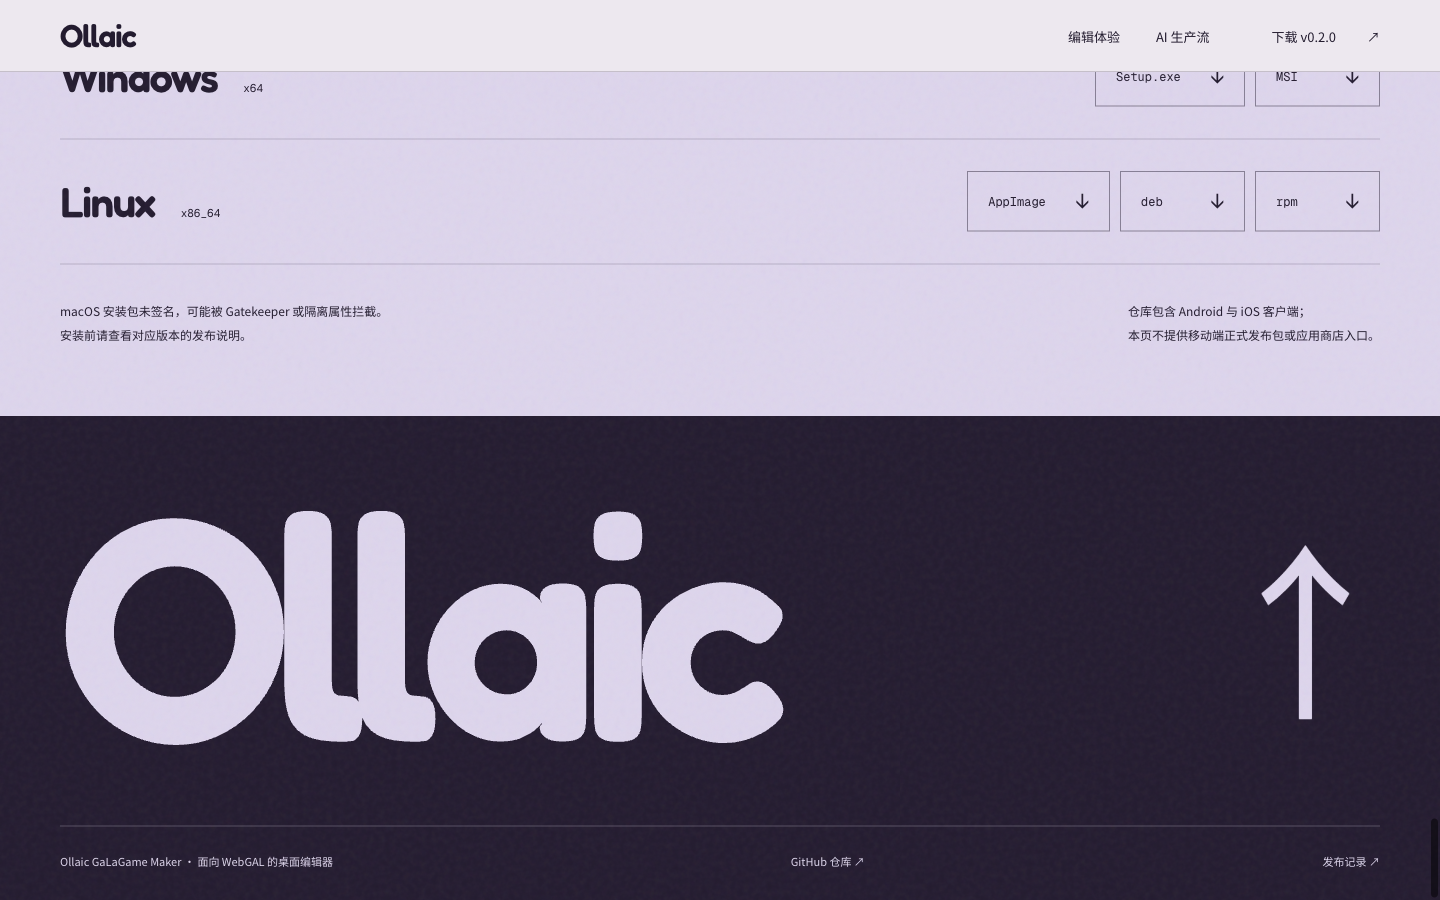 Ollaic
编辑体验
AI 生产流
下载 v0.2.0 ↗
Windows x64
Setup.exe ↓
MSI ↓
Linux x86_64
AppImage ↓
deb ↓
rpm ↓
macOS 安装包未签名，可能被 Gatekeeper 或隔离属性拦截。
安装前请查看对应版本的发布说明。
仓库包含 Android 与 iOS 客户端；
本页不提供移动端正式发布包或应用商店入口。
Ollaic ↑
Ollaic GaLaGame Maker · 面向 WebGAL 的桌面编辑器
GitHub 仓库 ↗
发布记录 ↗